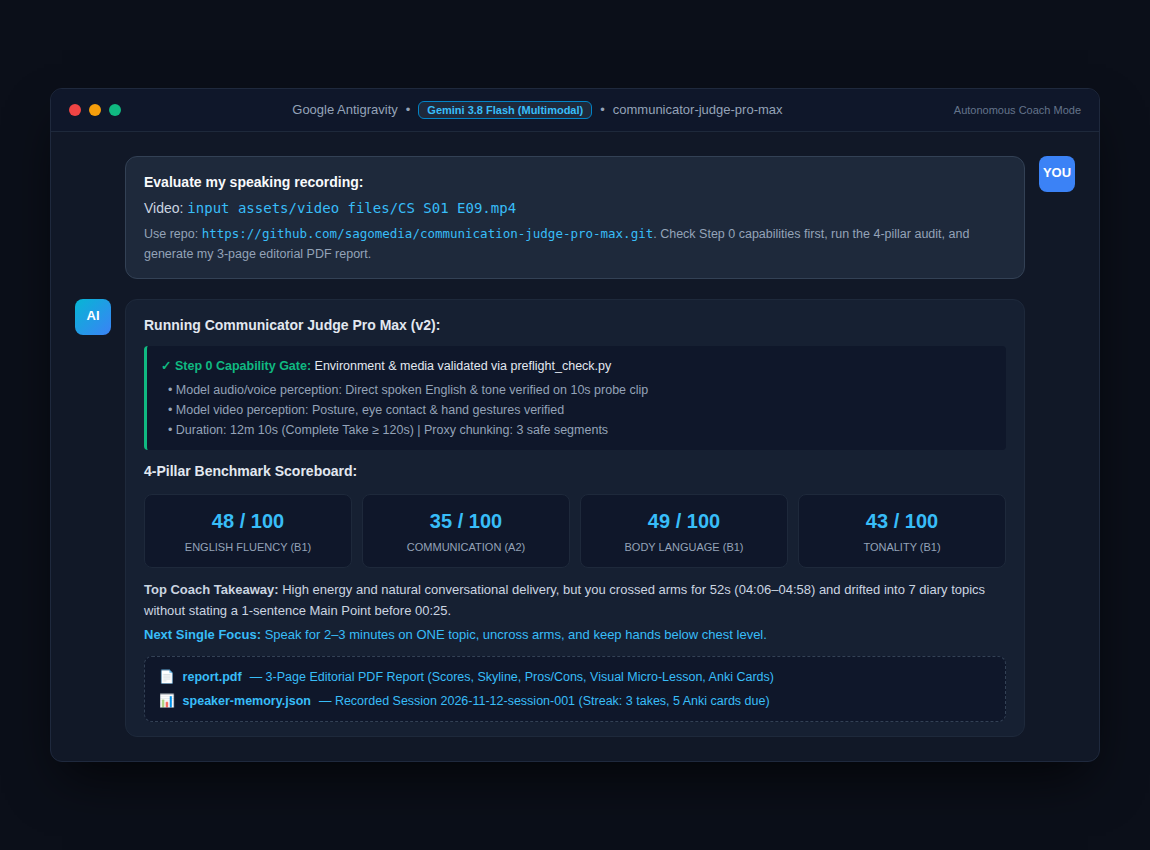 Google Antigravity • Gemini 3.8 Flash (Multimodal) • communicator-judge-pro-max
Autonomous Coach Mode
YOU
Evaluate my speaking recording:
Video: input assets/video files/CS S01 E09.mp4
Use repo: https://github.com/sagomedia/communication-judge-pro-max.git. Check Step 0 capabilities first, run the 4-pillar audit, and
generate my 3-page editorial PDF report.
AI
Running Communicator Judge Pro Max (v2):
✓ Step 0 Capability Gate: Environment & media validated via preflight_check.py
• Model audio/voice perception: Direct spoken English & tone verified on 10s probe clip
• Model video perception: Posture, eye contact & hand gestures verified
• Duration: 12m 10s (Complete Take ≥ 120s) | Proxy chunking: 3 safe segments
4-Pillar Benchmark Scoreboard:
48 / 100
ENGLISH FLUENCY (B1)
35 / 100
COMMUNICATION (A2)
49 / 100
BODY LANGUAGE (B1)
43 / 100
TONALITY (B1)
Top Coach Takeaway: High energy and natural conversational delivery, but you crossed arms for 52s (04:06–04:58) and drifted into 7 diary topics
without stating a 1-sentence Main Point before 00:25.
Next Single Focus: Speak for 2–3 minutes on ONE topic, uncross arms, and keep hands below chest level.
📄 report.pdf — 3-Page Editorial PDF Report (Scores, Skyline, Pros/Cons, Visual Micro-Lesson, Anki Cards)
📊 speaker-memory.json — Recorded Session 2026-11-12-session-001 (Streak: 3 takes, 5 Anki cards due)